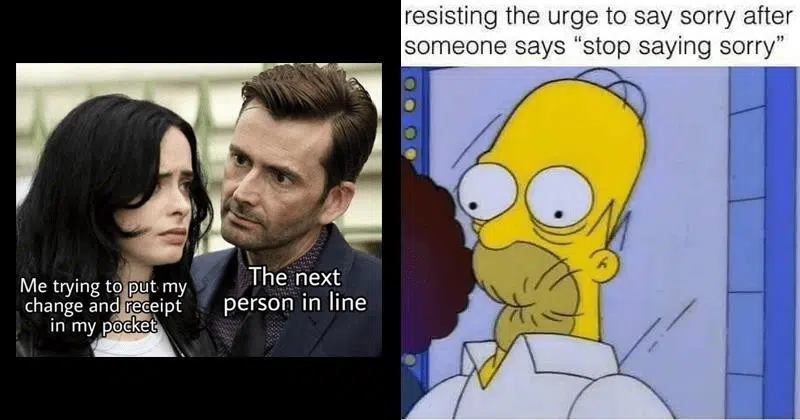 Me trying to put my
change and receipt
in my pocket
The next
person in line
resisting the urge to say sorry after
someone says “stop saying sorry”